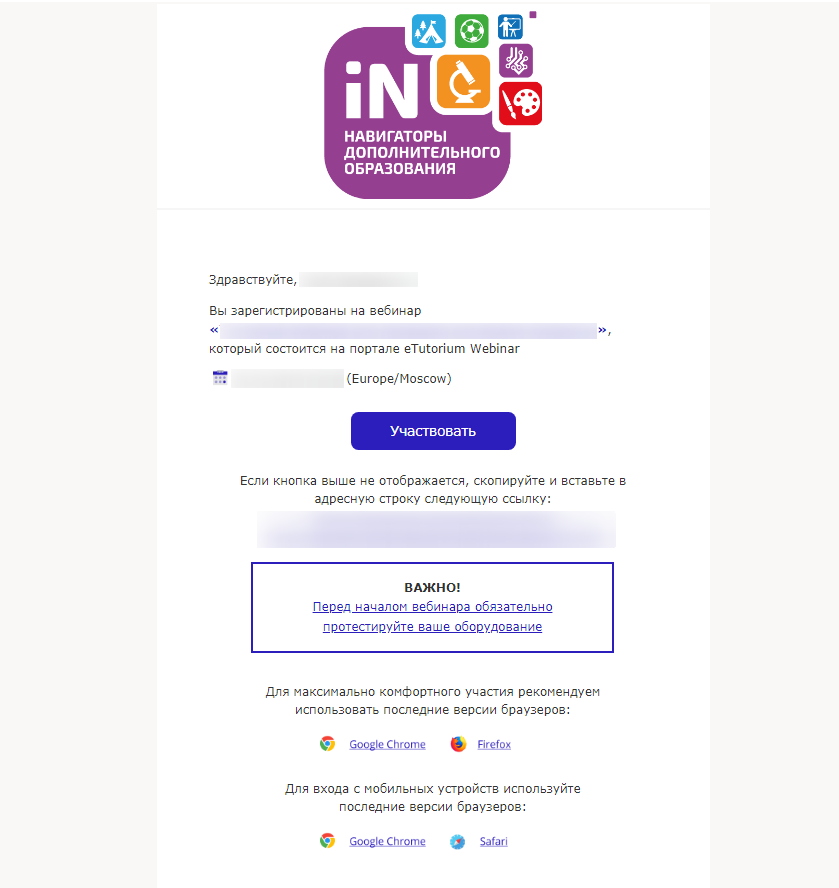 iN
НАВИГАТОРЫ
ДОПОЛНИТЕЛЬНОГО
ОБРАЗОВАНИЯ
Здравствуйте,
Вы зарегистрированы на вебинар
« »,
который состоится на портале eTutorium Webinar
(Europe/Moscow)
Участвовать
Если кнопка выше не отображается, скопируйте и вставьте в
адресную строку следующую ссылку:
ВАЖНО!
Перед началом вебинара обязательно
протестируйте ваше оборудование
Для максимально комфортного участия рекомендуем
использовать последние версии браузеров:
Google Chrome Firefox
Для входа с мобильных устройств используйте
последние версии браузеров:
Google Chrome Safari